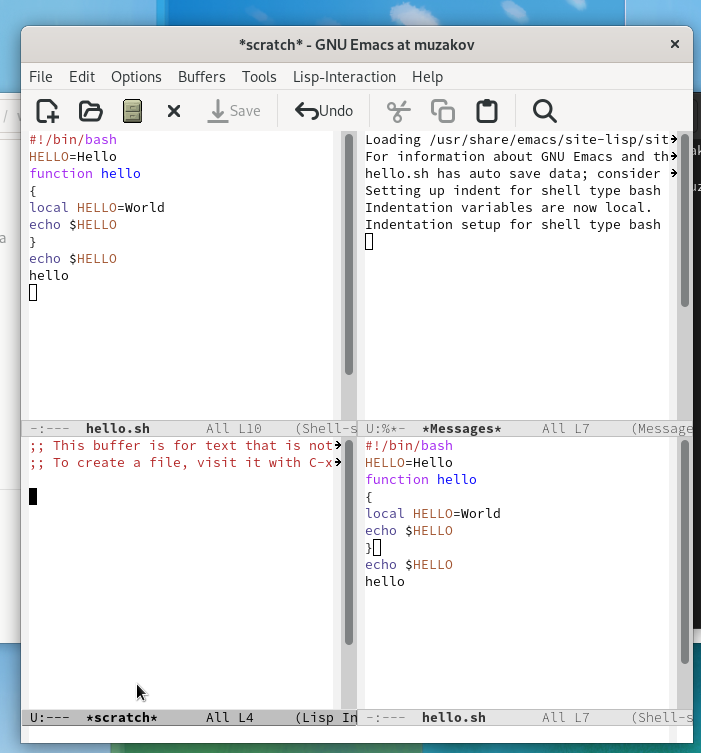 *scratch* - GNU Emacs at muzakov
File Edit Options Buffers Tools Lisp-Interaction Help
Save Undo
#!/bin/bash
HELLO=Hello
function hello
{
local HELLO=World
echo $HELLO
}
echo $HELLO
hello
-:--- hello.sh All L10 (Shell-s
Loading /usr/share/emacs/site-lisp/sit
For information about GNU Emacs and th
hello.sh has auto save data; consider
Setting up indent for shell type bash
Indentation variables are now local.
Indentation setup for shell type bash
U:%*- *Messages* All L7 (Message
;; This buffer is for text that is not
;; To create a file, visit it with C-x
U:--- *scratch* All L4 (Lisp In
#!/bin/bash
HELLO=Hello
function hello
{
local HELLO=World
echo $HELLO
}
echo $HELLO
hello
-:--- hello.sh All L7 (Shell-s